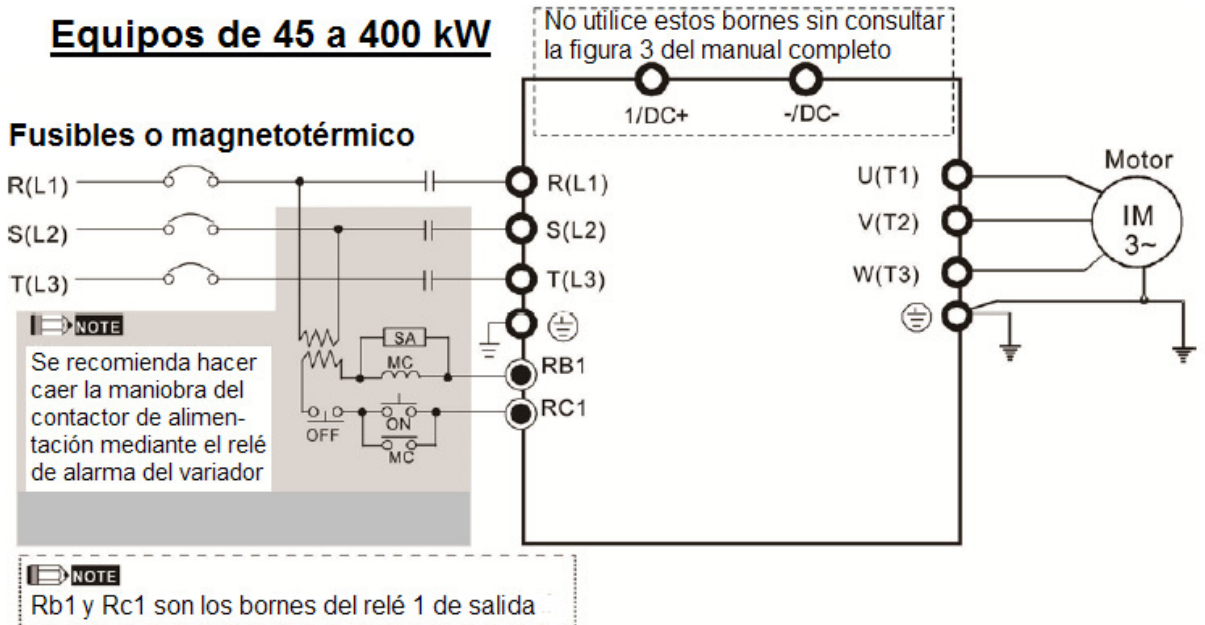 Equipos de 45 a 400 kW
No utilice estos bornes sin consultar
la figura 3 del manual completo
1/DC+
-/DC-
Fusibles o magnetotérmico
R(L1)
R(L1)
U(T1)
Motor
S(L2)
S(L2)
V(T2)
IM
3~
T(L3)
T(L3)
W(T3)
NOTE
Se recomienda hacer
caer la maniobra del
contactor de alimen-
tación mediante el relé
de alarma del variador
SA
MC
RB1
OFF
ON
MC
RC1
NOTE
Rb1 y Rc1 son los bornes del relé 1 de salida